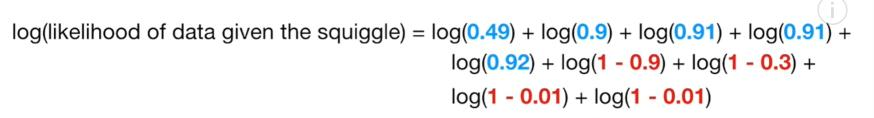 log(likelihood of data given the squiggle) = log(0.49) + log(0.9) + log(0.91) + log(0.91) +
log(0.92) + log(1 - 0.9) + log(1 - 0.3) +
log(1 - 0.01) + log(1 - 0.01)